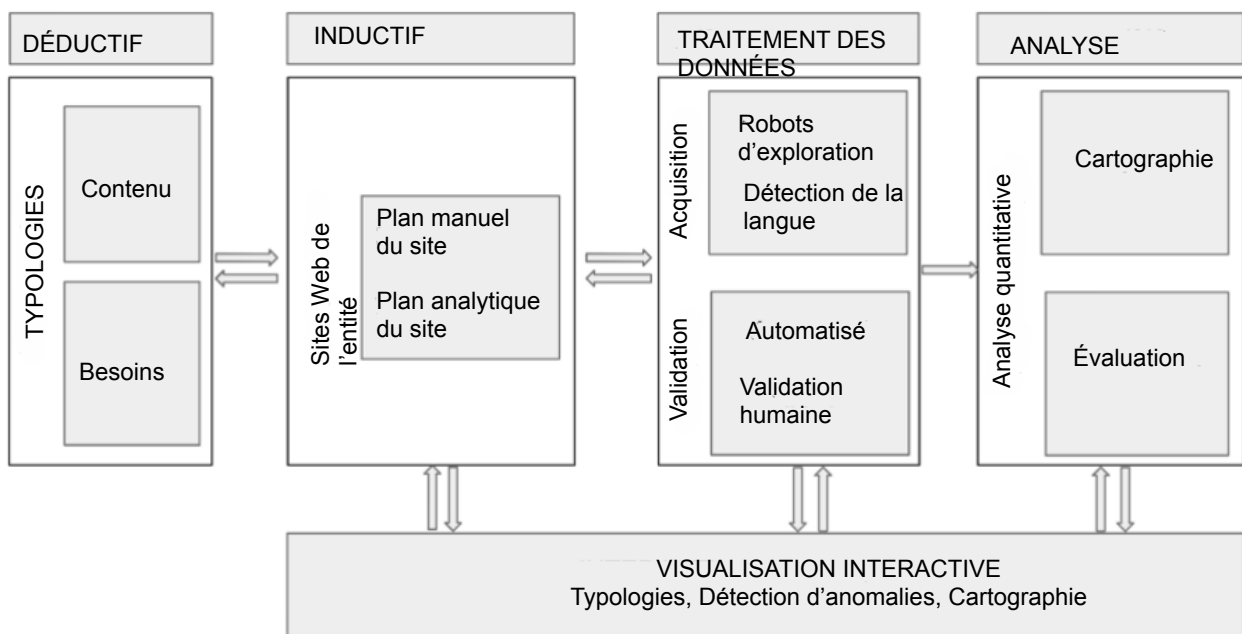 DÉDUCTIF
INDUCTIF
TRAITEMENT DES
DONNÉES
ANALYSE
TYPOLOGIES
Contenu
Besoins
Sites Web de
l'entité
Plan manuel
du site
Plan analytique
du site
Acquisition
Robots
d'exploration
Détection de la
langue
Validation
Automatisé
Validation
humaine
Analyse quantitative
Cartographie
Évaluation
VISUALISATION INTERACTIVE
Typologies, Détection d'anomalies, Cartographie